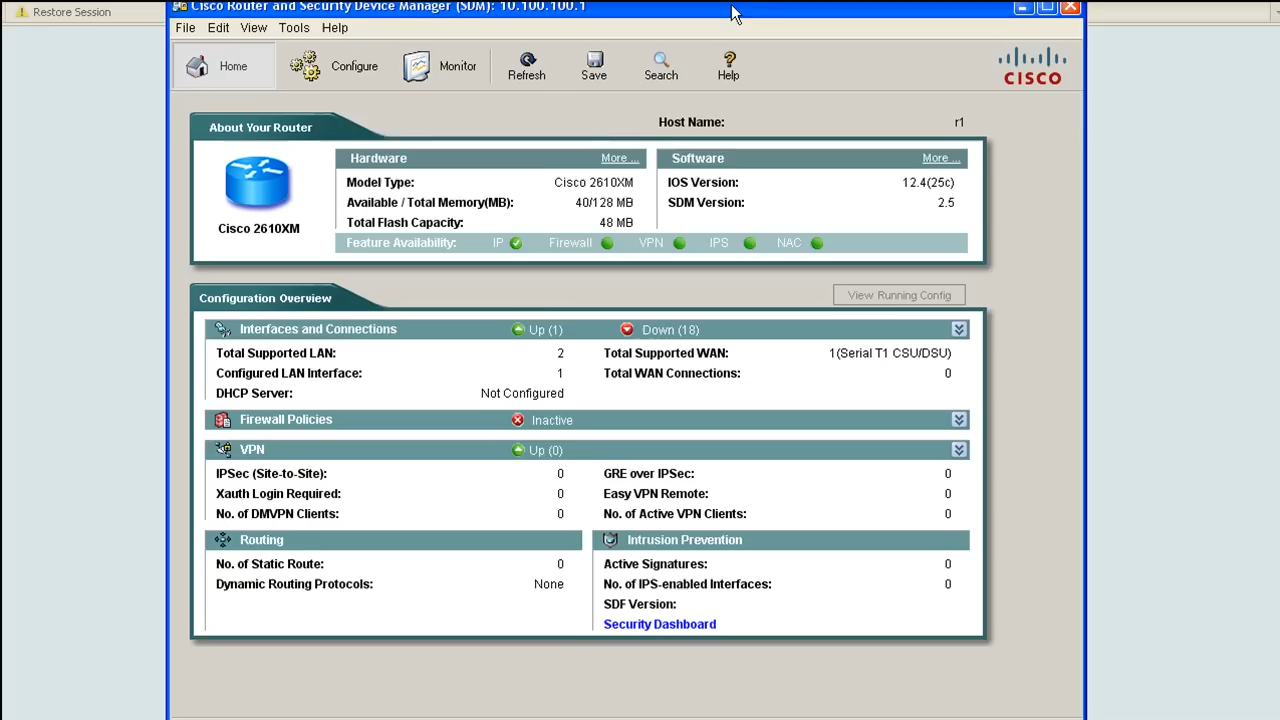 Restore Session
Cisco Router and Security Device Manager (SDM): 10.100.100.1
File Edit View Tools Help
Home Configure Monitor Refresh Save Search Help
CISCO
About Your Router
Host Name: r1
Hardware More ...
Software More ...
Model Type: Cisco 2610XM
IOS Version: 12.4(25c)
Available / Total Memory(MB): 40/128 MB
SDM Version: 2.5
Total Flash Capacity: 48 MB
Cisco 2610XM
Feature Availability: IP Firewall VPN IPS NAC
Configuration Overview
View Running Config
Interfaces and Connections Up (1) Down (18)
Total Supported LAN: 2
Total Supported WAN: 1(Serial T1 CSU/DSU)
Configured LAN Interface: 1
Total WAN Connections: 0
DHCP Server: Not Configured
Firewall Policies Inactive
VPN Up (0)
IPSec (Site-to-Site): 0
GRE over IPSec: 0
Xauth Login Required: 0
Easy VPN Remote: 0
No. of DMVPN Clients: 0
No. of Active VPN Clients: 0
Routing
Intrusion Prevention
No. of Static Route: 0
Active Signatures: 0
Dynamic Routing Protocols: None
No. of IPS-enabled Interfaces: 0
SDF Version:
Security Dashboard